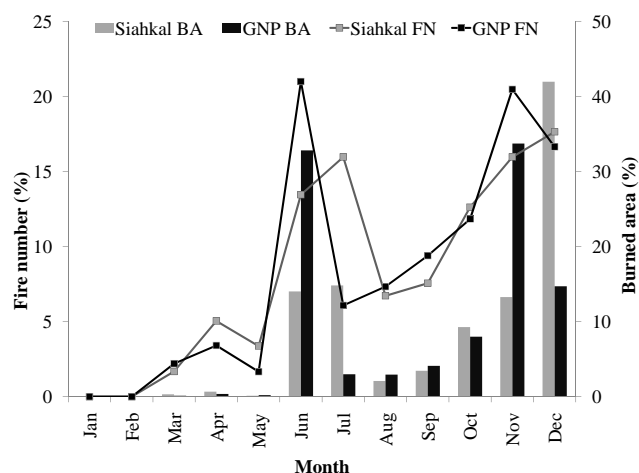 Siahkal BA GNP BA Siahkal FN GNP FN
Fire number (%)
25
20
15
10
5
0
Burned area (%)
50
40
30
20
10
0
Jan
Feb
Mar
Apr
May
Jun
Jul
Aug
Sep
Oct
Nov
Dec
Month